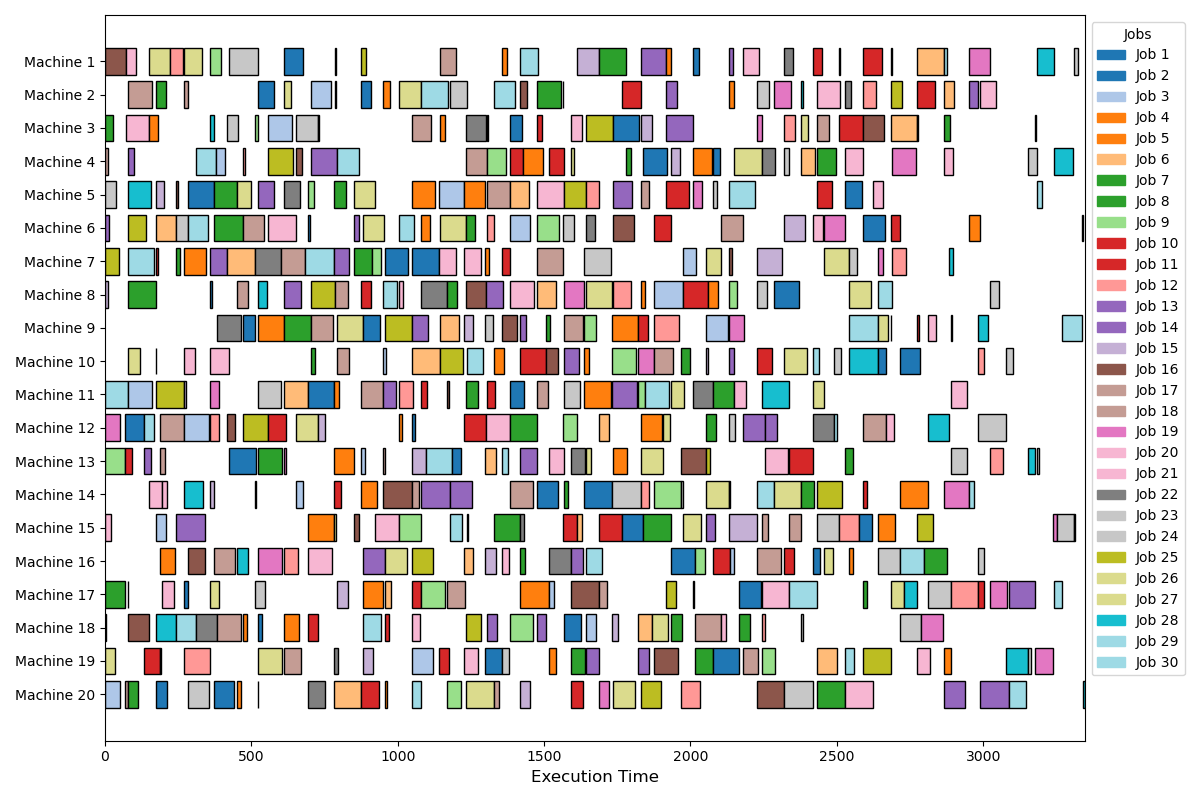 Machine 1
Machine 2
Machine 3
Machine 4
Machine 5
Machine 6
Machine 7
Machine 8
Machine 9
Machine 10
Machine 11
Machine 12
Machine 13
Machine 14
Machine 15
Machine 16
Machine 17
Machine 18
Machine 19
Machine 20
0 500 1000 1500 2000 2500 3000
Execution Time
Jobs
Job 1
Job 2
Job 3
Job 4
Job 5
Job 6
Job 7
Job 8
Job 9
Job 10
Job 11
Job 12
Job 13
Job 14
Job 15
Job 16
Job 17
Job 18
Job 19
Job 20
Job 21
Job 22
Job 23
Job 24
Job 25
Job 26
Job 27
Job 28
Job 29
Job 30